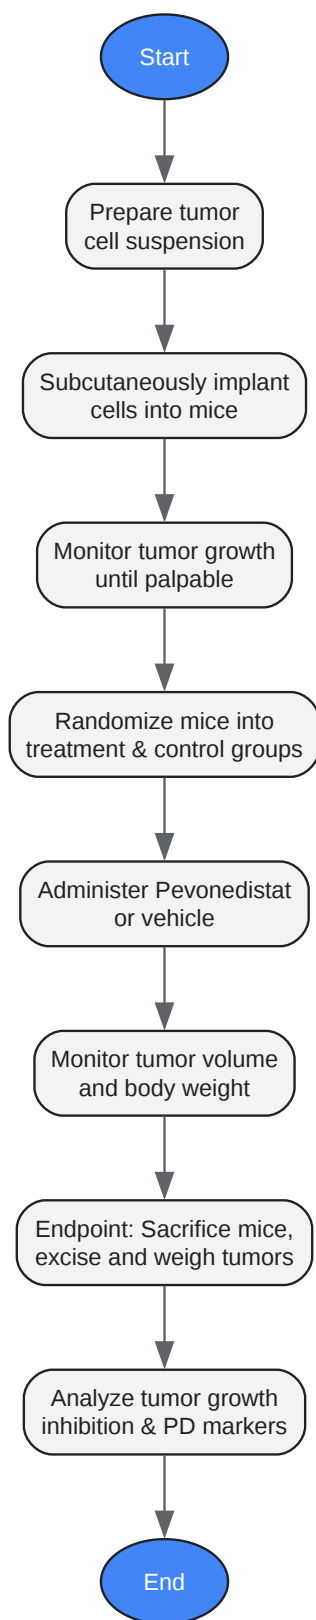 Start
Prepare tumor
cell suspension
Subcutaneously implant
cells into mice
Monitor tumor growth
until palpable
Randomize mice into
treatment & control groups
Administer Pevonedistat
or vehicle
Monitor tumor volume
and body weight
Endpoint: Sacrifice mice,
excise and weigh tumors
Analyze tumor growth
inhibition & PD markers
End